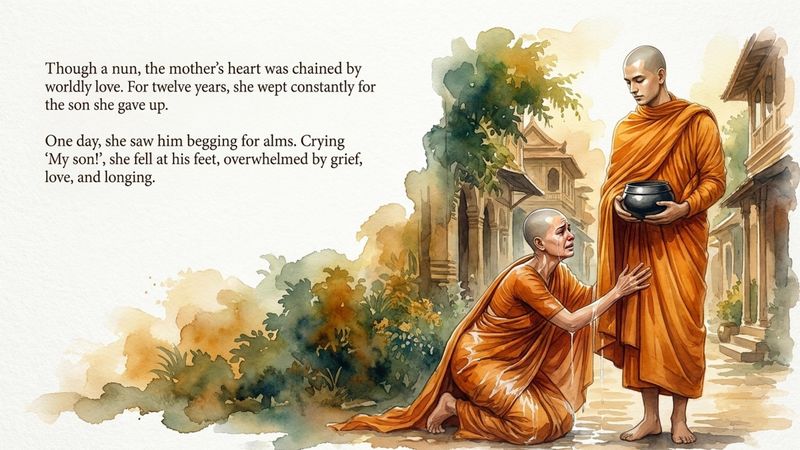 Though a nun, the mother’s heart was chained by
worldly love. For twelve years, she wept constantly for
the son she gave up.
One day, she saw him begging for alms. Crying
‘My son!’, she fell at his feet, overwhelmed by grief,
love, and longing.